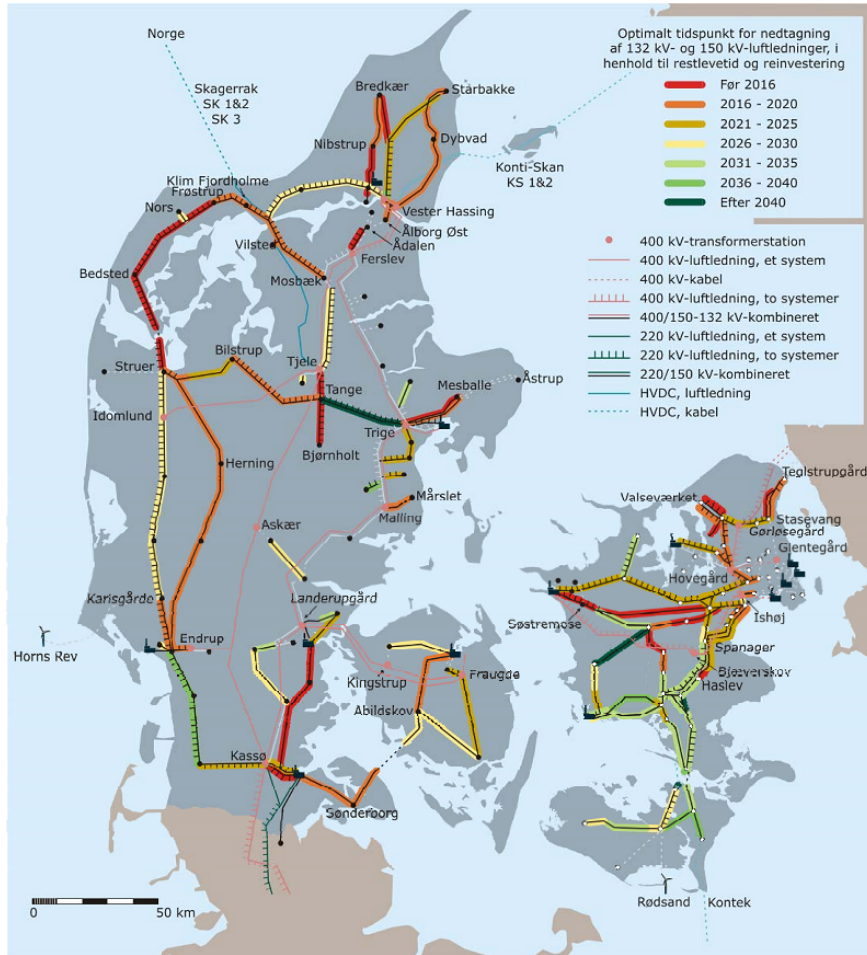 Optimalt tidspunkt for nedtagning
af 132 kV- og 150 kV-luftledninger, i
henhold til restlevetid og reinvestering
Før 2016
2016 - 2020
2021 - 2025
2026 - 2030
2031 - 2035
2036 - 2040
Efter 2040
400 kV-transformerstation
400 kV-luftledning, et system
400 kV-kabel
400 kV-luftledning, to systemer
400/150-132 kV-kombineret
220 kV-luftledning, et system
220 kV-luftledning, to systemer
220/150 kV-kombineret
HVDC, luftledning
HVDC, kabel
Norge
Skagerrak
SK 1&2
SK 3
Bredkær
Starbakke
Nibstrup
Dybvad
Konti-Skan
KS 1&2
Klim Fjordholme
Frøstrup
Nors
Vester Hassing
Ålborg Øst
Ådalen
Vilsted
Ferslev
Bedsted
Mosbæk
Struer
Bilstrup
Tjele
Tange
Mesballe
Åstrup
Idomlund
Trige
Bjørnholt
Herning
Mårslet
Malling
Askær
Karlsgårde
Landerupgård
Endrup
Horns Rev
Kingstrup
Fraugde
Abildskov
Kassø
Sønderborg
Teglstrupgård
Valseværket
Stasevang
Gørløsegård
Glentegård
Hovegård
Ishøj
Søstremose
Spanager
Bjæverskov
Haslev
Rødsand
Kontek
0
50 km